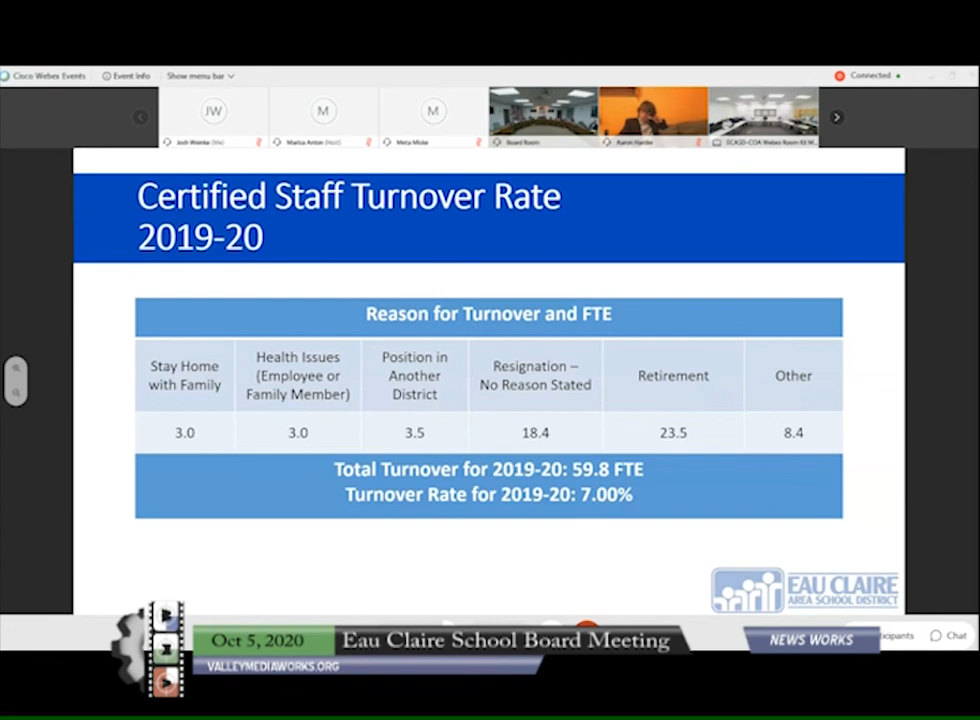 Cisco Webex Events
Event Info
Show menu bar
Connected
JW
M
M
Josh Weinke (Me)
Marisa Anton (Host)
Meta Miske
Board Room
Aaron Harder
ECASD-COA Webex Room Kit M...
Certified Staff Turnover Rate
2019-20
Reason for Turnover and FTE
Stay Home
with Family
Health Issues
(Employee or
Family Member)
Position in
Another
District
Resignation –
No Reason Stated
Retirement
Other
3.0
3.0
3.5
18.4
23.5
8.4
Total Turnover for 2019-20: 59.8 FTE
Turnover Rate for 2019-20: 7.00%
EAU CLAIRE
AREA SCHOOL DISTRICT
Oct 5, 2020
Eau Claire School Board Meeting
NEWS WORKS
icipants
Chat
VALLEYMEDIAWORKS.ORG